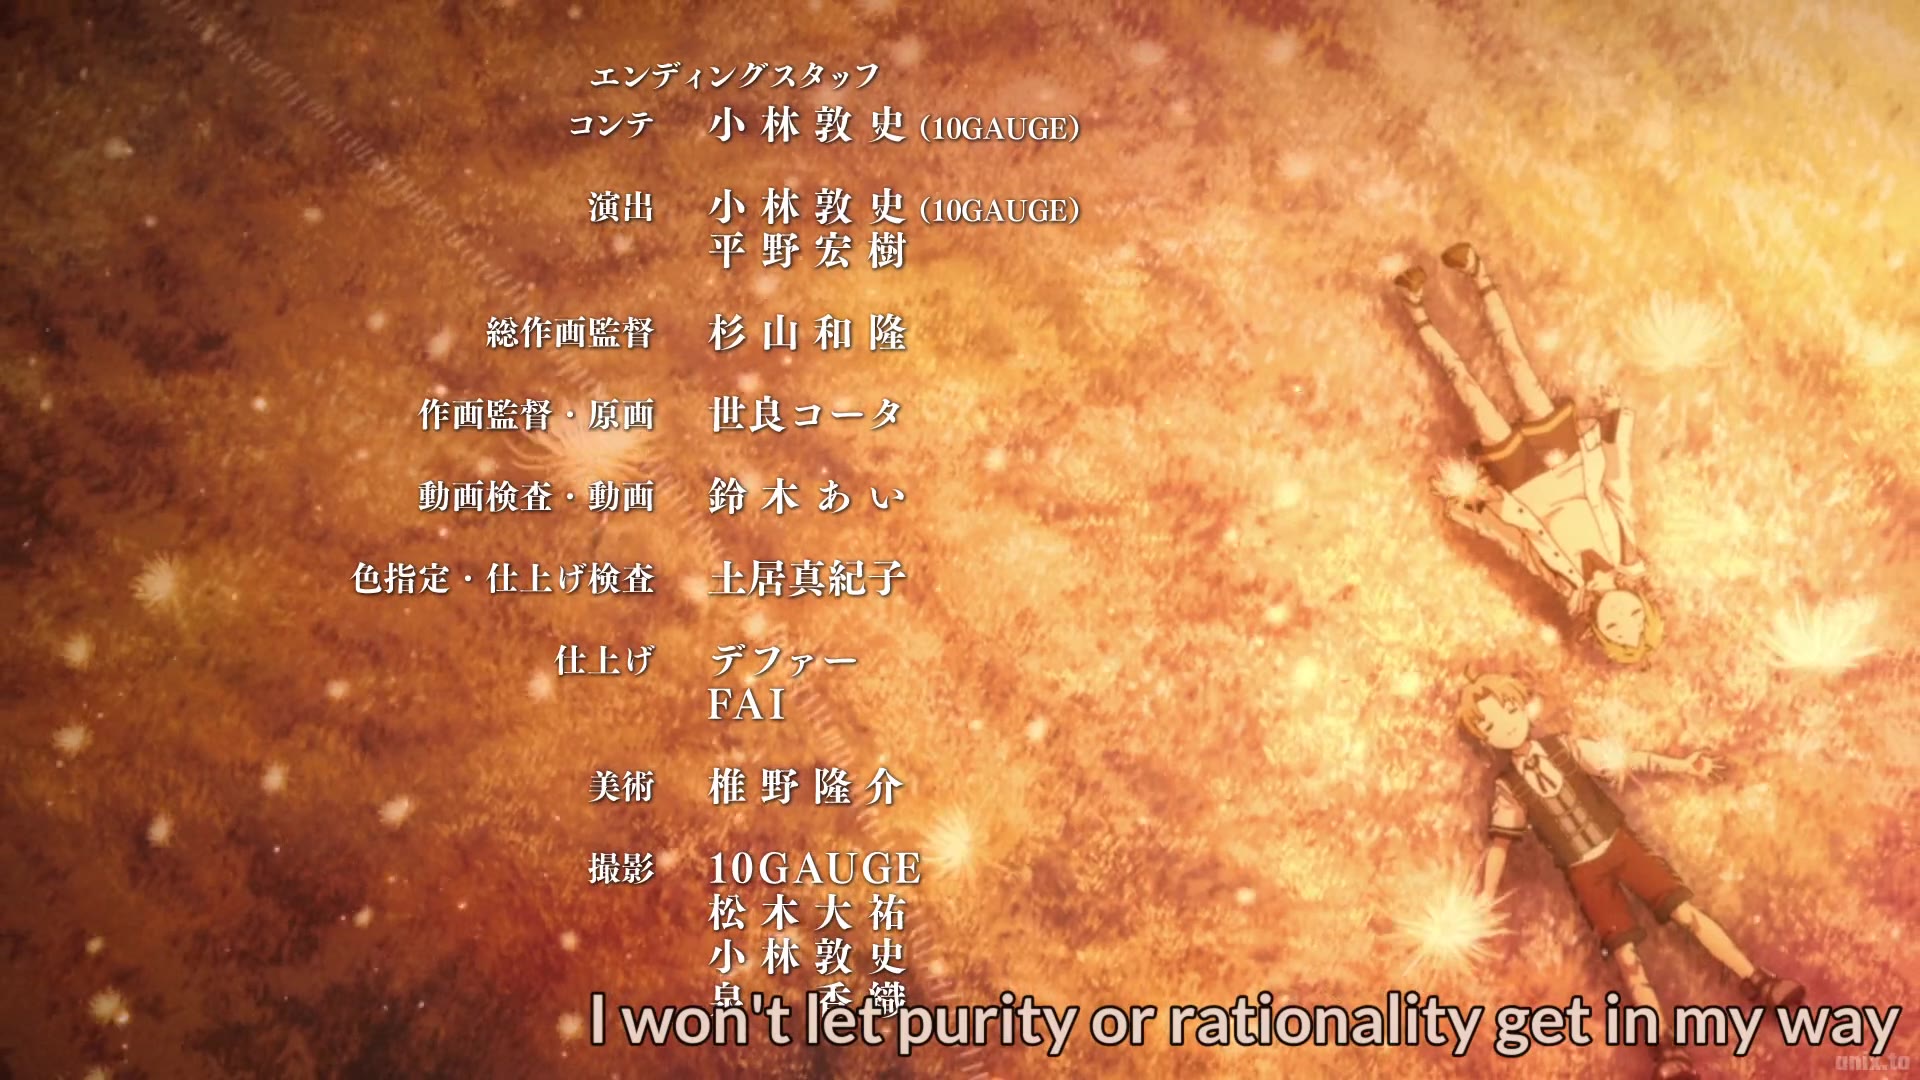 エンディングスタッフ
コンテ 小林敦史 (10GAUGE)
演出 小林敦史 (10GAUGE)
平野宏樹
総作画監督 杉山和隆
作画監督・原画 世良コータ
動画検査・動画 鈴木あい
色指定・仕上げ検査 土居真紀子
仕上げ デファー
FAI
美術 椎野隆介
撮影 10GAUGE
松木大祐
小林敦史
泉 香織
I won't let purity or rationality get in my way
anix.to